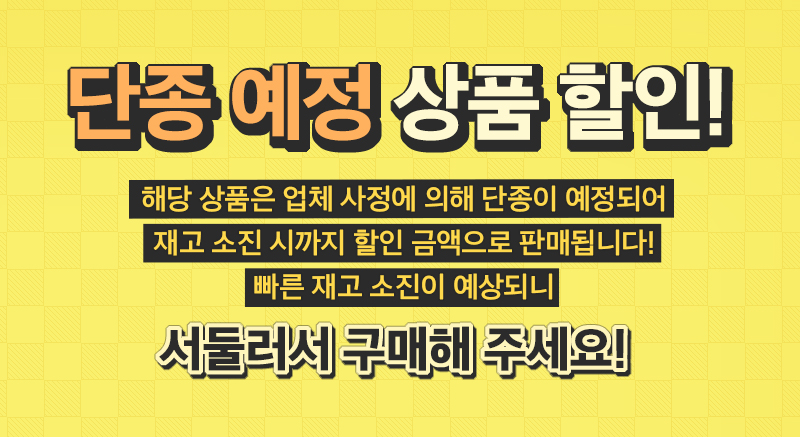 단종 예정 상품 할인!
해당 상품은 업체 사정에 의해 단종이 예정되어
재고 소진 시까지 할인 금액으로 판매됩니다!
빠른 재고 소진이 예상되니
서둘러서 구매해 주세요!